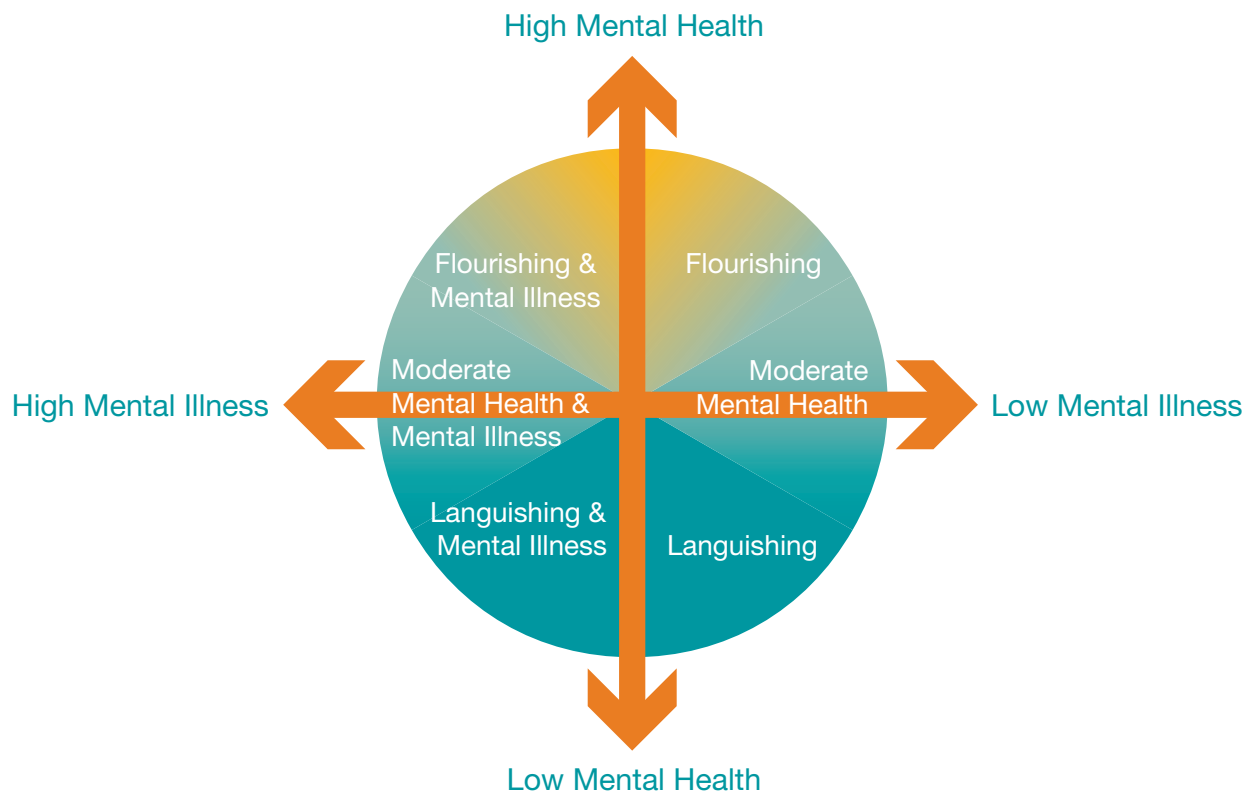 High Mental Health
Flourishing &
Mental Illness
Flourishing
Moderate
Mental Health &
Mental Illness
Moderate
Mental Health
High Mental Illness
Low Mental Illness
Languishing &
Mental Illness
Languishing
Low Mental Health